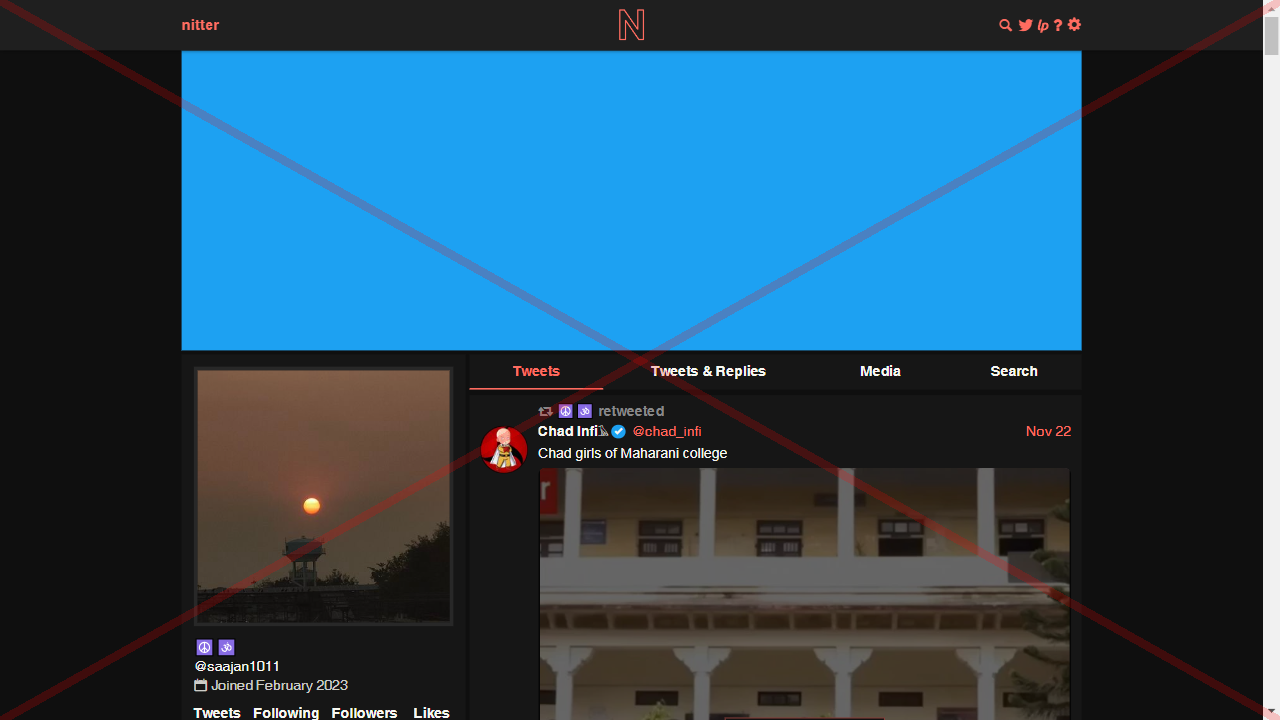 nitter
N
lp ?
Tweets Tweets & Replies Media Search
☮️ 🕉️ retweeted
Chad Infi @chad_infi Nov 22
Chad girls of Maharani college
r
☮️ 🕉️
@saajan1011
Joined February 2023
Tweets Following Followers Likes